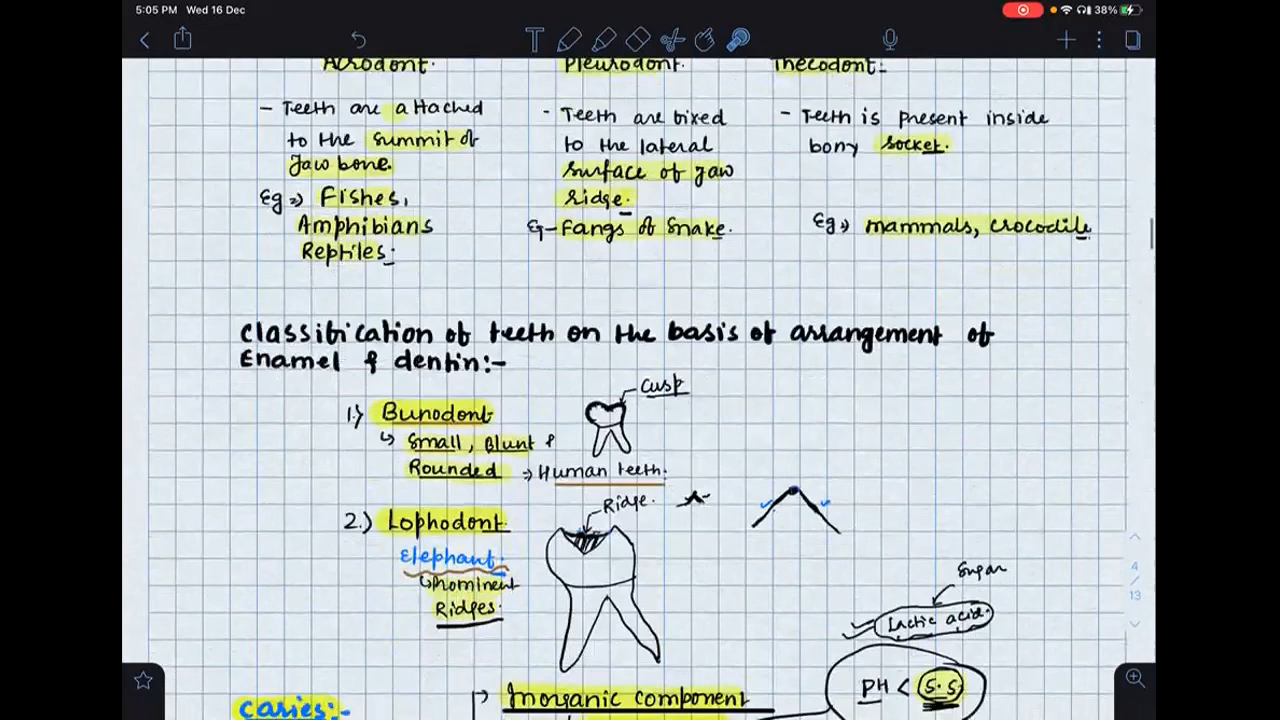 5:05 PM Wed 16 Dec
38%
Acrodont.
Pleurodont.
Thecodont:-
- Teeth are attached
to the summit of
Jaw bone.
Eg => Fishes,
Amphibians
Reptiles:
- Teeth are fixed
to the lateral
surface of jaw
ridge.
Eg - Fangs of Snake.
- Teeth is present inside
bony socket.
Eg => mammals, crocodile
Classification of teeth on the basis of arrangement of
Enamel & dentin:-
1.) Bunodont
Cusp
↳ Small, Blunt &
Rounded => Human teeth.
2.) Lophodont
Ridge.
Elephant.
↳ Prominent
Ridges.
Sugar
Lactic acid.
4
/
13
PH < 5.5
Caries:-
Inorganic component